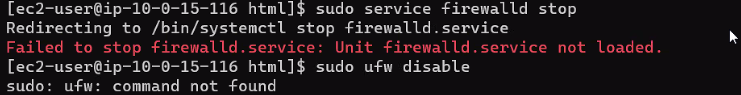 [ec2-user@ip-10-0-15-116 html]$ sudo service firewalld stop
Redirecting to /bin/systemctl stop firewalld.service
Failed to stop firewalld.service: Unit firewalld.service not loaded.
[ec2-user@ip-10-0-15-116 html]$ sudo ufw disable
sudo: ufw: command not found